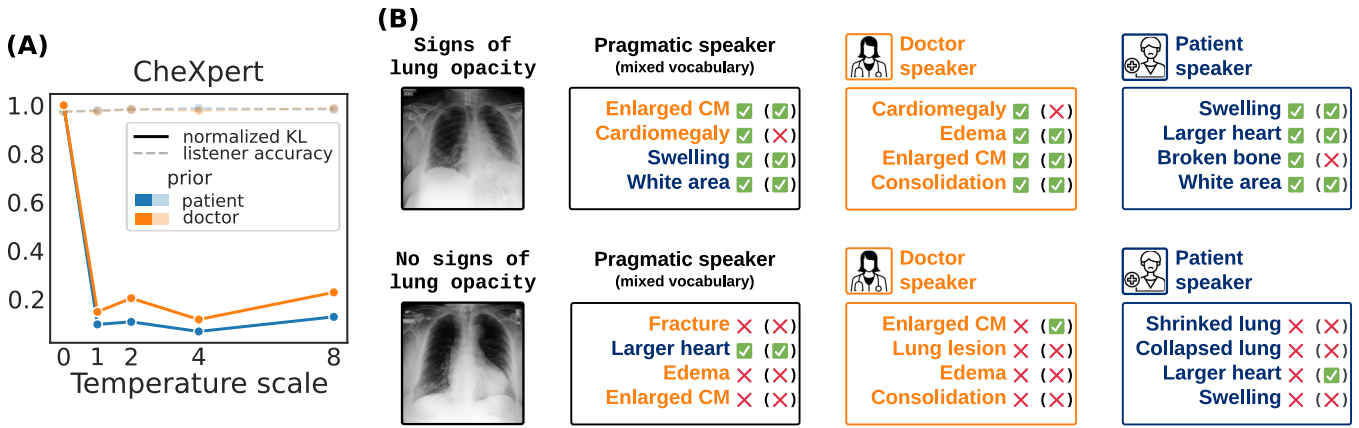 (A)
CheXpert
1.0
0.8
0.6
0.4
0.2
0 1 2 4 8
Temperature scale
normalized KL
listener accuracy
prior
patient
doctor
(B)
Signs of
lung opacity
Pragmatic speaker
(mixed vocabulary)
Enlarged CM ✅ (✅)
Cardiomegaly ✅ (❌)
Swelling ✅ (✅)
White area ✅ (✅)
Doctor
speaker
Cardiomegaly ✅ (❌)
Edema ✅ (✅)
Enlarged CM ✅ (✅)
Consolidation ✅ (✅)
Patient
speaker
Swelling ✅ (✅)
Larger heart ✅ (✅)
Broken bone ✅ (❌)
White area ✅ (✅)
No signs of
lung opacity
Pragmatic speaker
(mixed vocabulary)
Fracture ❌ (❌)
Larger heart ✅ (✅)
Edema ❌ (❌)
Enlarged CM ❌ (❌)
Doctor
speaker
Enlarged CM ❌ (✅)
Lung lesion ❌ (❌)
Edema ❌ (❌)
Consolidation ❌ (❌)
Patient
speaker
Shrinked lung ❌ (❌)
Collapsed lung ❌ (❌)
Larger heart ❌ (✅)
Swelling ❌ (❌)